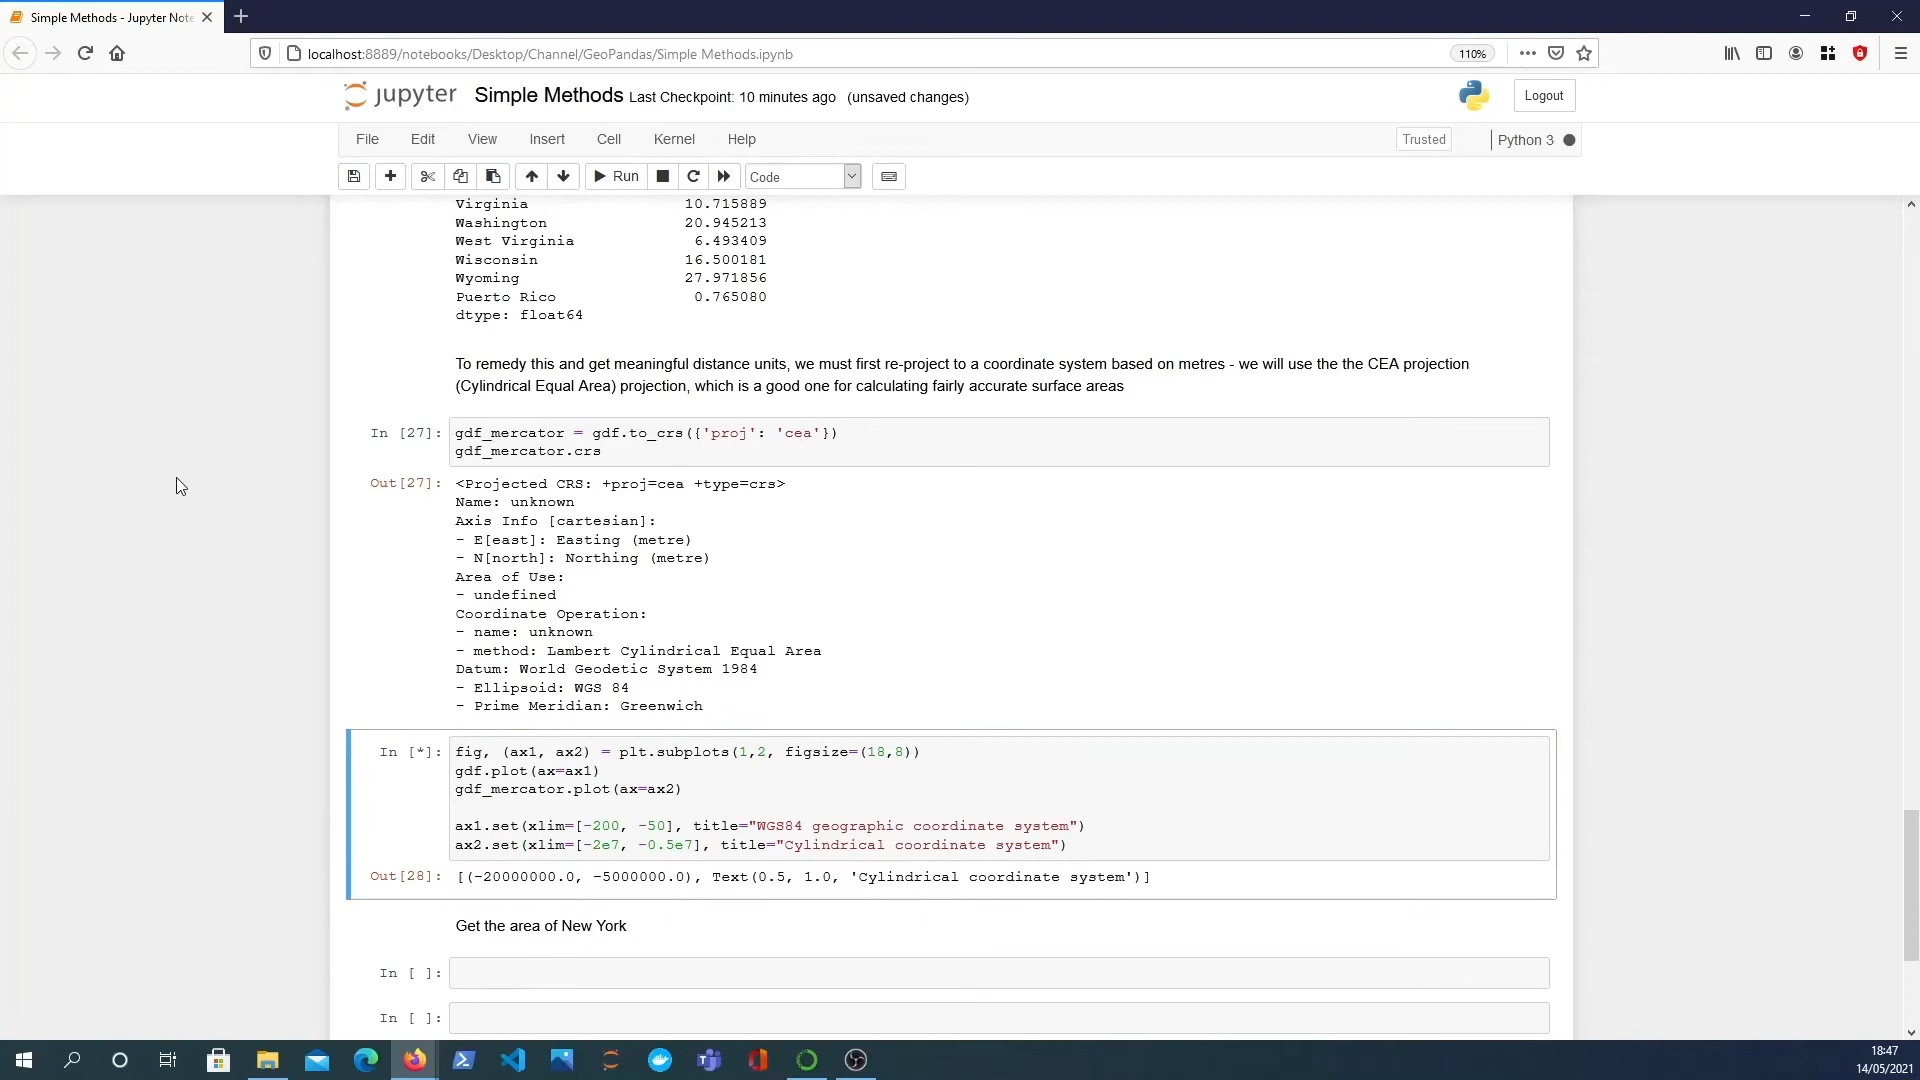 Simple Methods - Jupyter Note
localhost:8889/notebooks/Desktop/Channel/GeoPandas/Simple Methods.ipynb
110%
jupyter Simple Methods Last Checkpoint: 10 minutes ago (unsaved changes)
Logout
File Edit View Insert Cell Kernel Help
Trusted
Python 3
Run
Code
Virginia 10.715889
Washington 20.945213
West Virginia 6.493409
Wisconsin 16.500181
Wyoming 27.971856
Puerto Rico 0.765080
dtype: float64
To remedy this and get meaningful distance units, we must first re-project to a coordinate system based on metres - we will use the the CEA projection
(Cylindrical Equal Area) projection, which is a good one for calculating fairly accurate surface areas
In [27]: gdf_mercator = gdf.to_crs({'proj': 'cea'})
gdf_mercator.crs
Out[27]: <Projected CRS: +proj=cea +type=crs>
Name: unknown
Axis Info [cartesian]:
- E[east]: Easting (metre)
- N[north]: Northing (metre)
Area of Use:
- undefined
Coordinate Operation:
- name: unknown
- method: Lambert Cylindrical Equal Area
Datum: World Geodetic System 1984
- Ellipsoid: WGS 84
- Prime Meridian: Greenwich
In [*]: fig, (ax1, ax2) = plt.subplots(1,2, figsize=(18,8))
gdf.plot(ax=ax1)
gdf_mercator.plot(ax=ax2)
ax1.set(xlim=[-200, -50], title="WGS84 geographic coordinate system")
ax2.set(xlim=[-2e7, -0.5e7], title="Cylindrical coordinate system")
Out[28]: [(-20000000.0, -5000000.0), Text(0.5, 1.0, 'Cylindrical coordinate system')]
Get the area of New York
In [ ]:
In [ ]:
18:47
14/05/2021